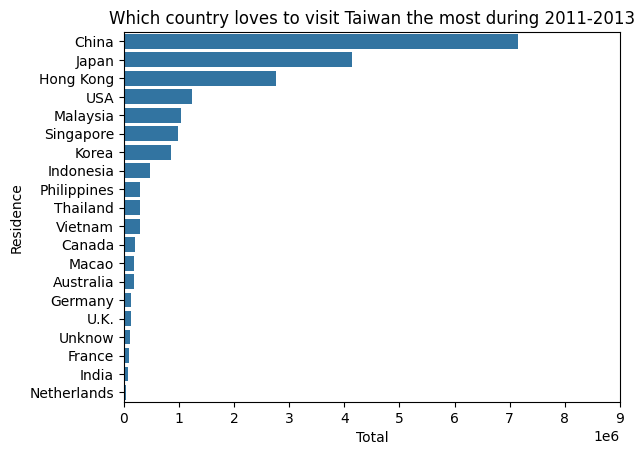 Which country loves to visit Taiwan the most during 2011-2013
China
Japan
Hong Kong
USA
Malaysia
Singapore
Korea
Indonesia
Philippines
Thailand
Vietnam
Canada
Macao
Australia
Germany
U.K.
Unknow
France
India
Netherlands
Residence
0 1 2 3 4 5 6 7 8 9
1e6
Total